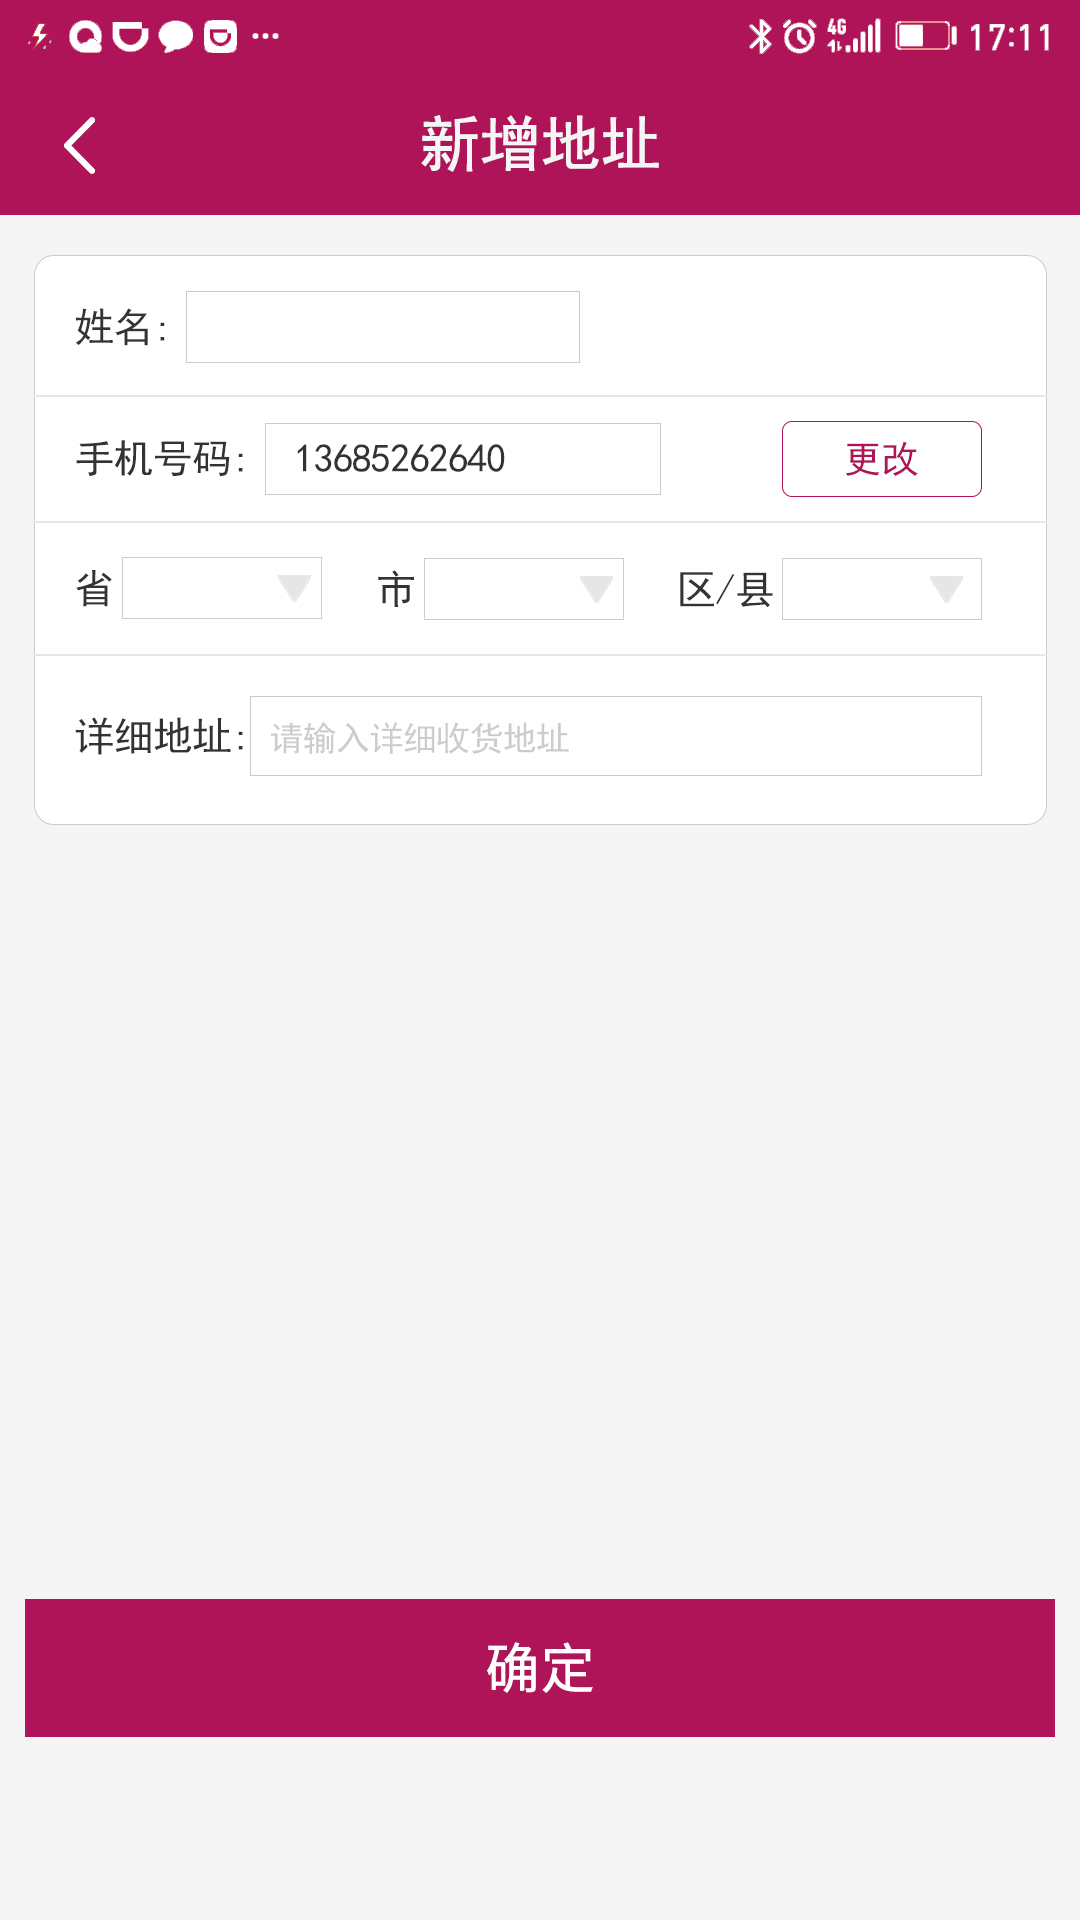 4G 17:11
新增地址
姓名:
手机号码: 13685262640 更改
省 市 区/县
详细地址: 请输入详细收货地址
确定